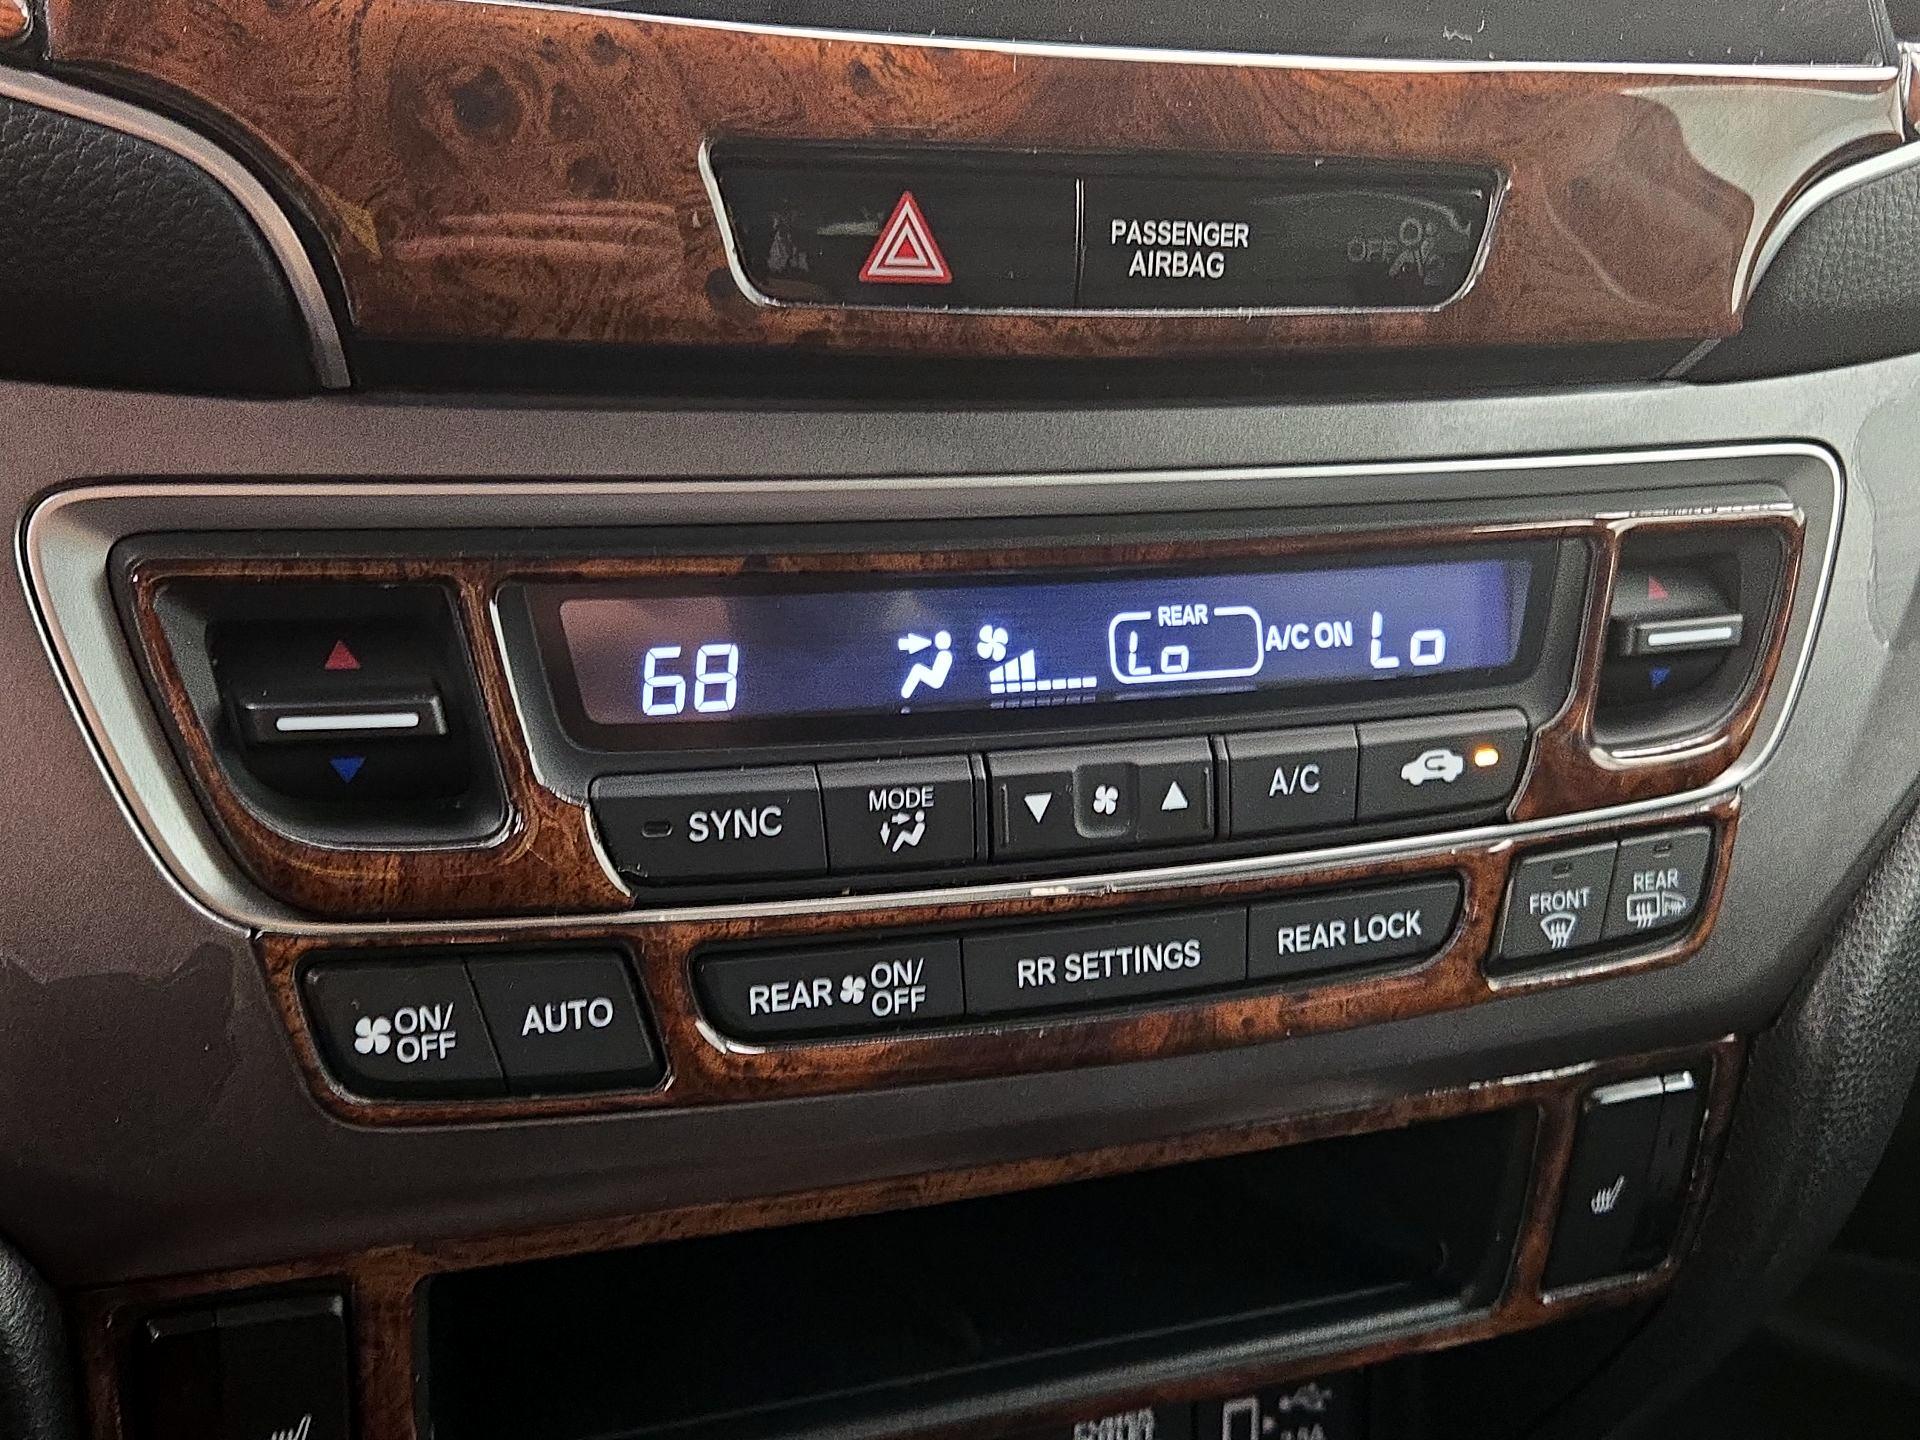 PASSENGER
AIRBAG
OFF
68
REAR
Lo
A/C ON
Lo
SYNC
MODE
A/C
FRONT
REAR
ON/
OFF
AUTO
REAR
ON/
OFF
RR SETTINGS
REAR LOCK